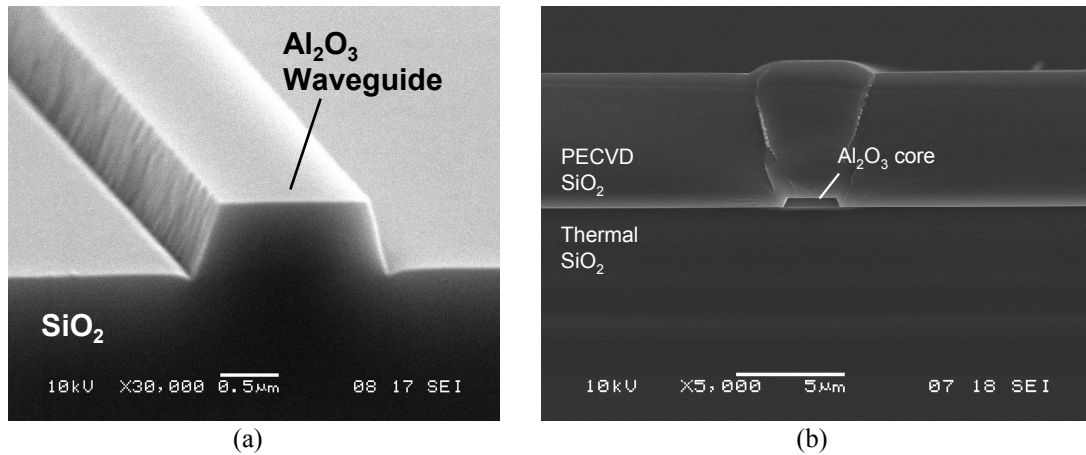 Al₂O₃
Waveguide
SiO₂
10kV X30,000 0.5μm 08 17 SEI
(a)
PECVD
SiO₂
Al₂O₃ core
Thermal
SiO₂
10kV X5,000 5μm 07 18 SEI
(b)